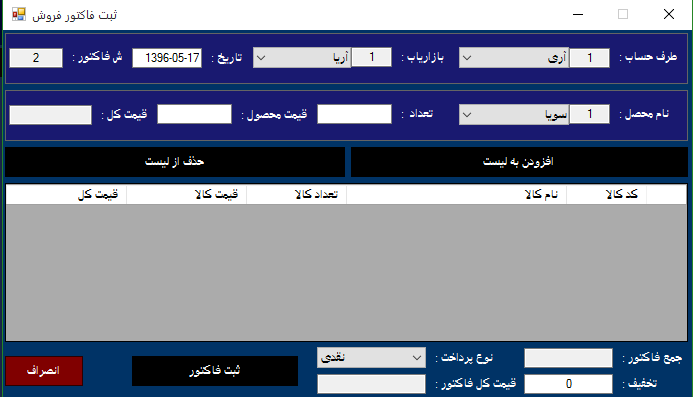 ثبت فاکتور فروش
طرف حساب : 1 آری بازاریاب : 1 آریا تاریخ : 1396-05-17 ش فاکتور : 2
نام محصل : 1 سویا تعداد : قیمت محصول : قیمت کل :
افزودن به لیست حذف از لیست
کد کالا نام کالا تعداد کالا قیمت کالا قیمت کل
جمع فاکتور : نوع پرداخت : نقدی
تخفیف : 0 قیمت کل فاکتور :
ثبت فاکتور انصراف